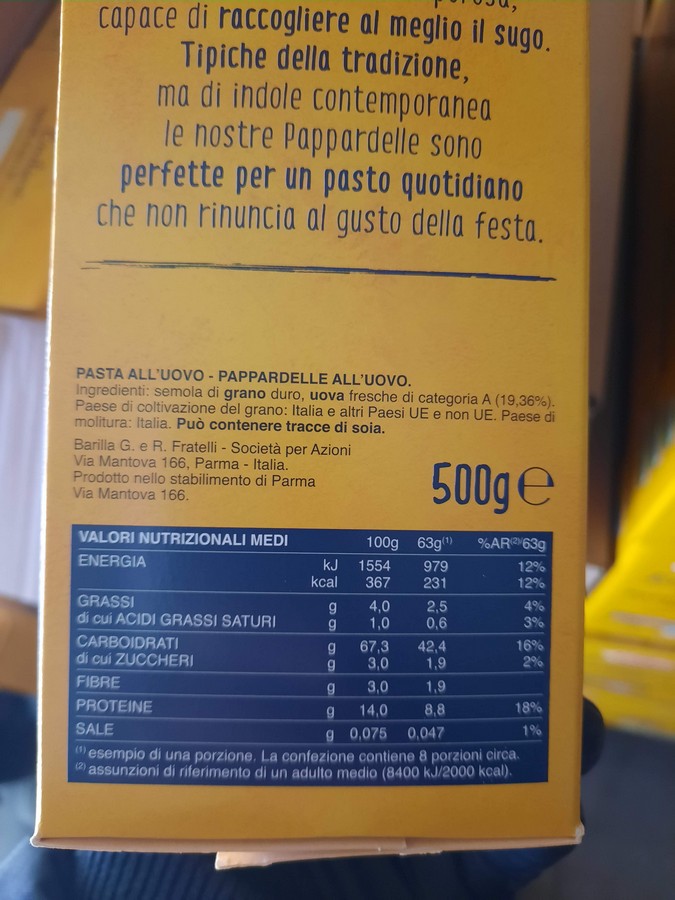 capace di raccogliere al meglio il sugo.
Tipiche della tradizione,
ma di indole contemporanea
le nostre Pappardelle sono
perfette per un pasto quotidiano
che non rinuncia al gusto della festa.
PASTA ALL'UOVO - PAPPARDELLE ALL'UOVO.
Ingredienti: semola di grano duro, uova fresche di categoria A (19,36%).
Paese di coltivazione del grano: Italia e altri Paesi UE e non UE. Paese di
molitura: Italia. Può contenere tracce di soia.
Barilla G. e R. Fratelli - Società per Azioni
Via Mantova 166, Parma - Italia.
Prodotto nello stabilimento di Parma
Via Mantova 166.
500g e
VALORI NUTRIZIONALI MEDI 100g 63g(1) %AR(2)/63g
ENERGIA kJ 1554 979 12%
kcal 367 231 12%
GRASSI g 4,0 2,5 4%
di cui ACIDI GRASSI SATURI g 1,0 0,6 3%
CARBOIDRATI g 67,3 42,4 16%
di cui ZUCCHERI g 3,0 1,9 2%
FIBRE g 3,0 1,9
PROTEINE g 14,0 8,8 18%
SALE g 0,075 0,047 1%
(1) esempio di una porzione. La confezione contiene 8 porzioni circa.
(2) assunzioni di riferimento di un adulto medio (8400 kJ/2000 kcal).